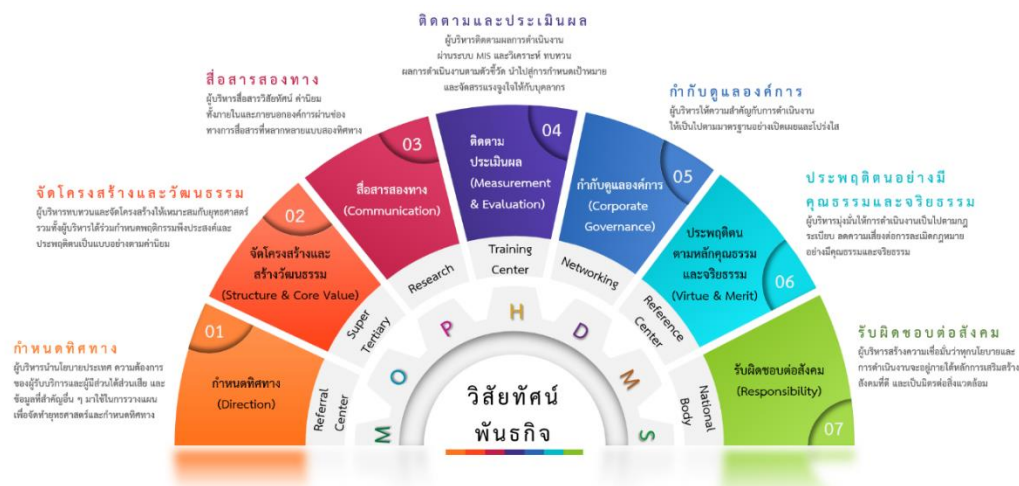 ติดตามและประเมินผล
ผู้บริหารติดตามผลการดำเนินงาน
ผ่านระบบ MIS และวิเคราะห์ ทบทวน
ผลการดำเนินงานตามตัวชี้วัด นำไปสู่การกำหนดเป้าหมาย
และจัดสรรแรงจูงใจให้กับบุคลากร
สื่อสารสองทาง
ผู้บริหารสื่อสารวิสัยทัศน์ ค่านิยม
ทั้งภายในและภายนอกองค์การผ่านช่อง
ทางการสื่อสารที่หลากหลายแบบสองทิศทาง
กำกับดูแลองค์การ
ผู้บริหารให้ความสำคัญกับการดำเนินงาน
ให้เป็นไปตามมาตรฐานอย่างเปิดเผยและโปร่งใส
จัดโครงสร้างและวัฒนธรรม
ผู้บริหารทบทวนและจัดโครงสร้างให้เหมาะสมกับยุทธศาสตร์
รวมทั้งผู้บริหารได้ร่วมกำหนดพฤติกรรมพึงประสงค์และ
ประพฤติตนเป็นแบบอย่างตามค่านิยม
ประพฤติตนอย่างมี
คุณธรรมและจริยธรรม
ผู้บริหารมุ่งมั่นให้การดำเนินงานเป็นไปตามกฎ
ระเบียบ ลดความเสี่ยงต่อการละเมิดกฎหมาย
อย่างมีคุณธรรมและจริยธรรม
กำหนดทิศทาง
ผู้บริหารนำนโยบายประเทศ ความต้องการ
ของผู้รับบริการและผู้มีส่วนได้ส่วนเสีย และ
ข้อมูลที่สำคัญอื่น ๆ มาใช้ในการวางแผน
เพื่อจัดทำยุทธศาสตร์และกำหนดทิศทาง
รับผิดชอบต่อสังคม
ผู้บริหารสร้างความเชื่อมั่นว่าทุกนโยบายและ
การดำเนินงานจะอยู่ภายใต้หลักการเสริมสร้าง
สังคมที่ดี และเป็นมิตรต่อสิ่งแวดล้อม
01
กำหนดทิศทาง
(Direction)
02
จัดโครงสร้างและ
สร้างวัฒนธรรม
(Structure & Core Value)
03
สื่อสารสองทาง
(Communication)
04
ติดตาม
ประเมินผล
(Measurement
& Evaluation)
05
กำกับดูแลองค์การ
(Corporate
Governance)
06
ประพฤติตน
ตามหลักคุณธรรม
และจริยธรรม
(Virtue & Merit)
07
รับผิดชอบต่อสังคม
(Responsibility)
Referral
Center
Super
Tertiary
Research
Training
Center
Networking
Reference
Center
National
Body
M
O
P
H
D
M
S
วิสัยทัศน์
พันธกิจ